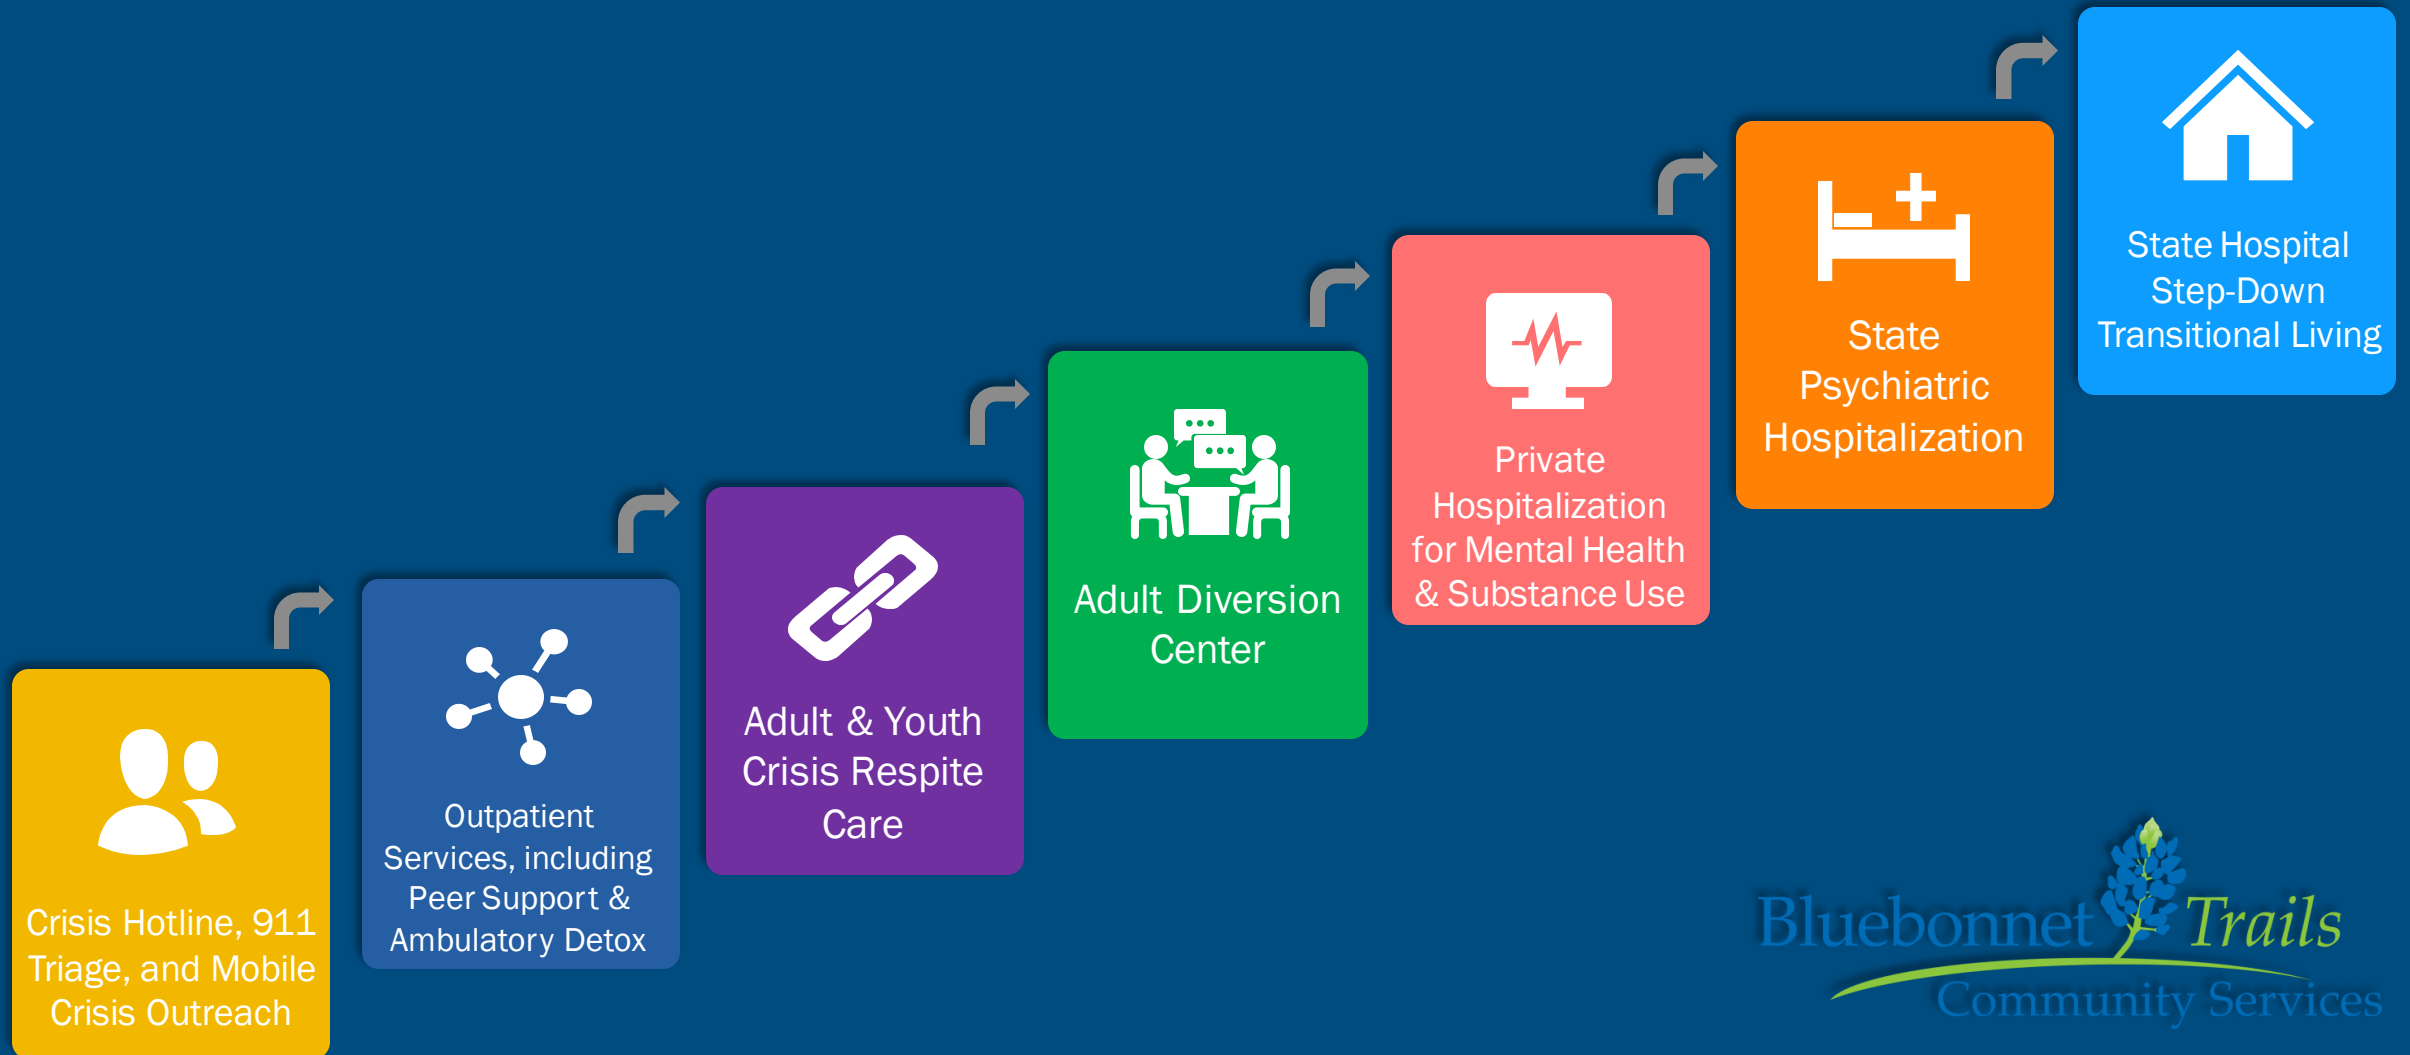 Crisis Hotline, 911
Triage, and Mobile
Crisis Outreach
Outpatient
Services, including
Peer Support &
Ambulatory Detox
Adult & Youth
Crisis Respite
Care
Adult Diversion
Center
Private
Hospitalization
for Mental Health
& Substance Use
State
Psychiatric
Hospitalization
State Hospital
Step-Down
Transitional Living
Bluebonnet Trails
Community Services